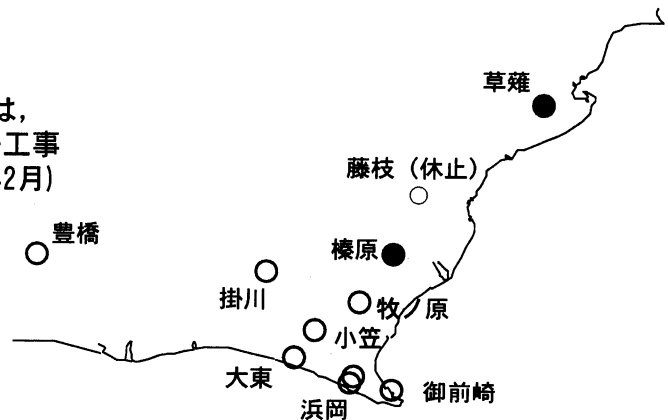 は，
工事
2月)
草薙
藤枝（休止）
豊橋
榛原
掛川
牧ノ原
小笠
大東
御前崎
浜岡